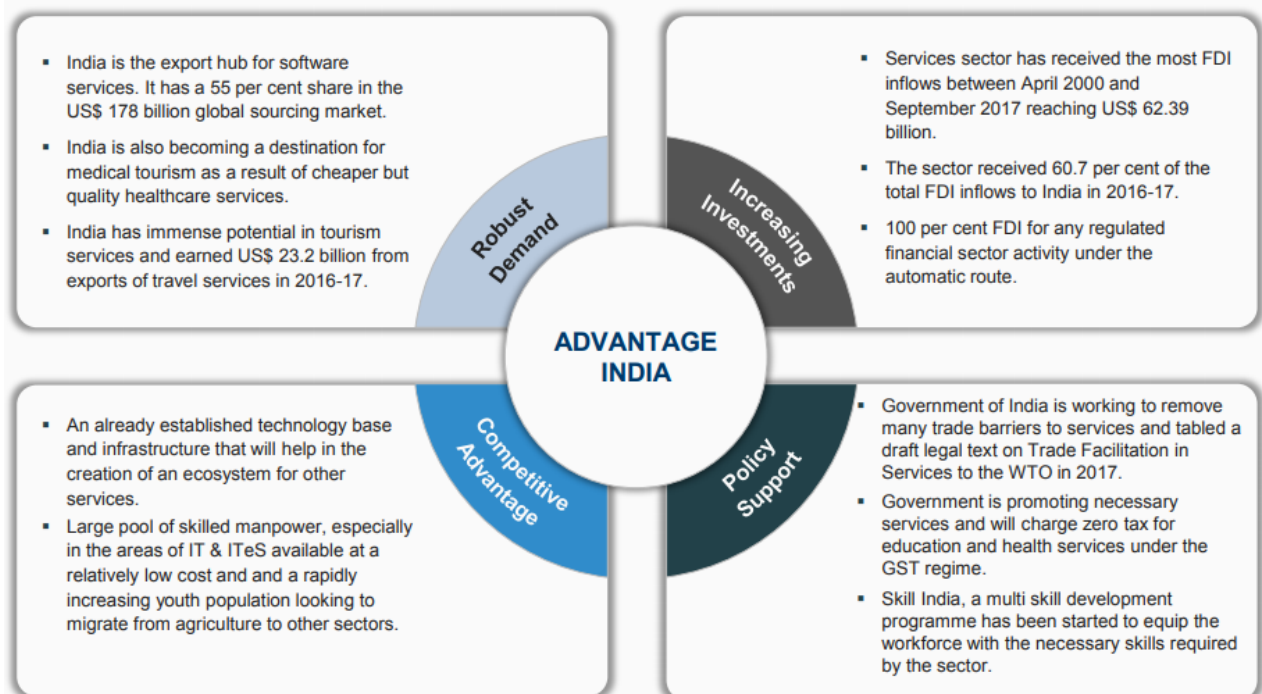 ▪ India is the export hub for software
services. It has a 55 per cent share in the
US$ 178 billion global sourcing market.
▪ India is also becoming a destination for
medical tourism as a result of cheaper but
quality healthcare services.
▪ India has immense potential in tourism
services and earned US$ 23.2 billion from
exports of travel services in 2016-17.
Robust
Demand
▪ Services sector has received the most FDI
inflows between April 2000 and
September 2017 reaching US$ 62.39
billion.
▪ The sector received 60.7 per cent of the
total FDI inflows to India in 2016-17.
▪ 100 per cent FDI for any regulated
financial sector activity under the
automatic route.
Increasing
Investments
ADVANTAGE
INDIA
▪ An already established technology base
and infrastructure that will help in the
creation of an ecosystem for other
services.
▪ Large pool of skilled manpower, especially
in the areas of IT & ITeS available at a
relatively low cost and and a rapidly
increasing youth population looking to
migrate from agriculture to other sectors.
Competitive
Advantage
▪ Government of India is working to remove
many trade barriers to services and tabled a
draft legal text on Trade Facilitation in
Services to the WTO in 2017.
▪ Government is promoting necessary
services and will charge zero tax for
education and health services under the
GST regime.
▪ Skill India, a multi skill development
programme has been started to equip the
workforce with the necessary skills required
by the sector.
Policy
Support